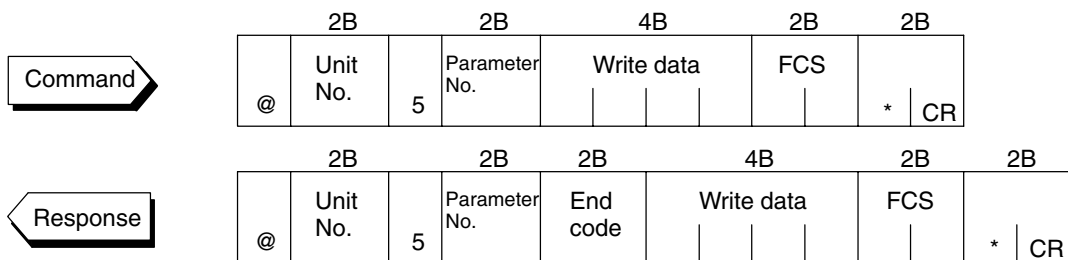 2B 2B 4B 2B 2B
Command
@ Unit No. 5 Parameter No. Write data FCS * CR
2B 2B 2B 4B 2B 2B
Response
@ Unit No. 5 Parameter No. End code Write data FCS * CR